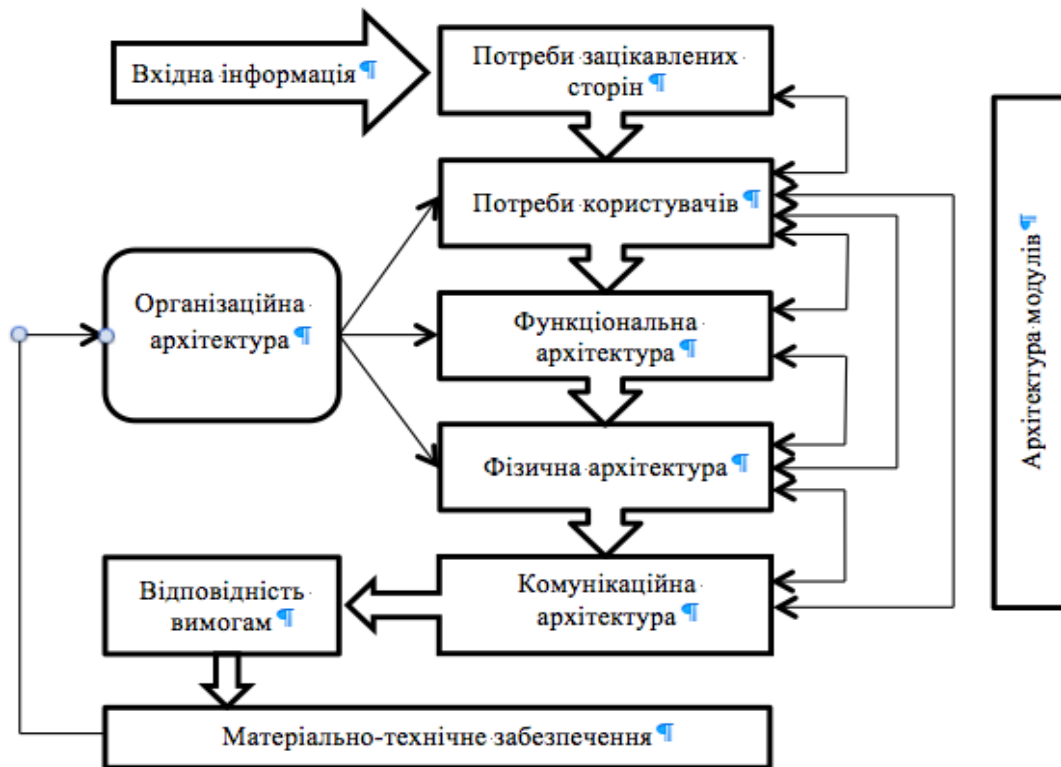 Вхідна інформація¶
Потреби зацікавлених
сторін¶
Потреби користувачів¶
Організаційна
архітектура¶
Функціональна
архітектура¶
Фізична архітектура¶
Комунікаційна
архітектура¶
Відповідність
вимогам¶
Матеріально-технічне забезпечення¶
Архітектура модулів¶